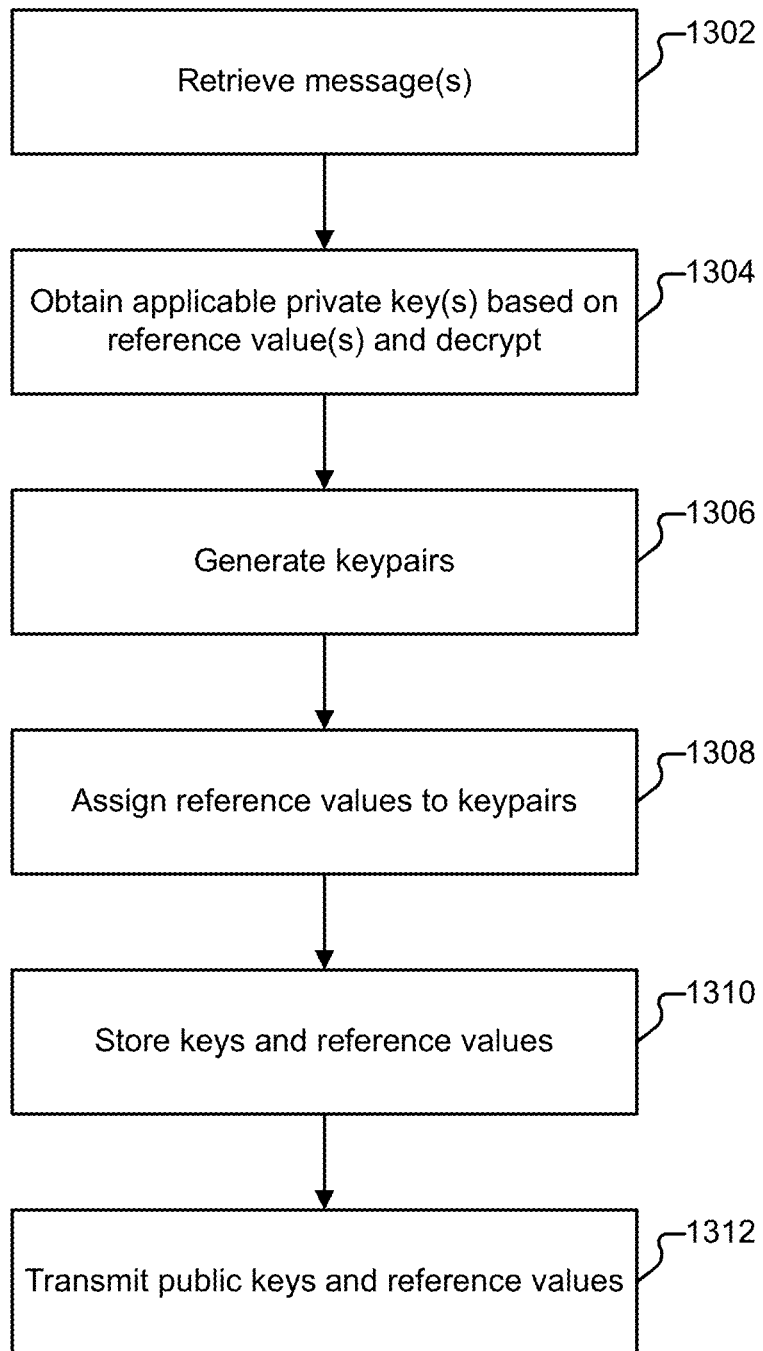 1302
Retrieve message(s)
1304
Obtain applicable private key(s) based on
reference value(s) and decrypt
1306
Generate keypairs
1308
Assign reference values to keypairs
1310
Store keys and reference values
1312
Transmit public keys and reference values